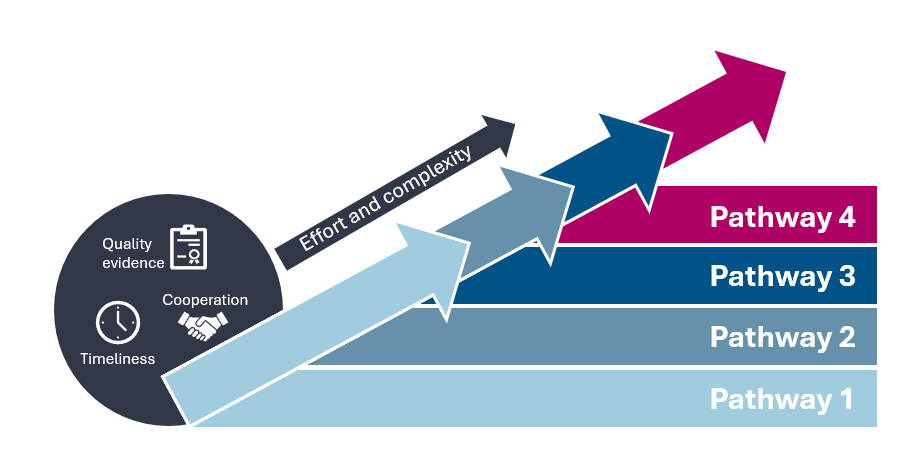 Effort and complexity
Quality
evidence
Cooperation
Timeliness
Pathway 4
Pathway 3
Pathway 2
Pathway 1